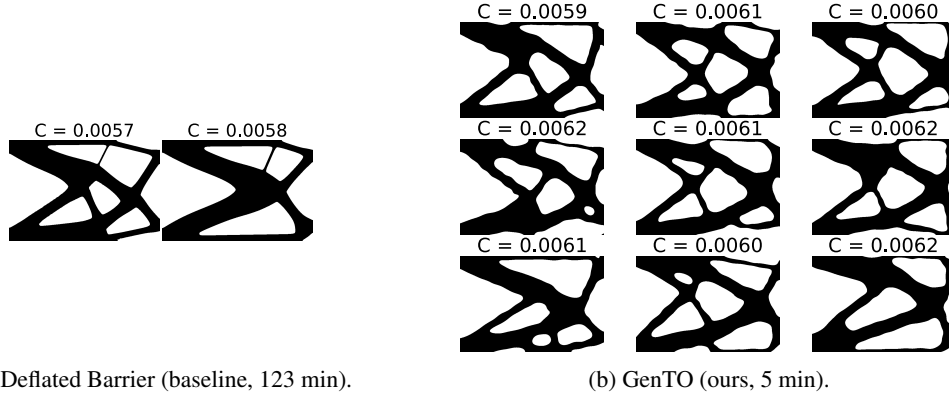 C = 0.0057 C = 0.0058
Deflated Barrier (baseline, 123 min).
C = 0.0059 C = 0.0061 C = 0.0060
C = 0.0062 C = 0.0061 C = 0.0062
C = 0.0061 C = 0.0060 C = 0.0062
(b) GenTO (ours, 5 min).